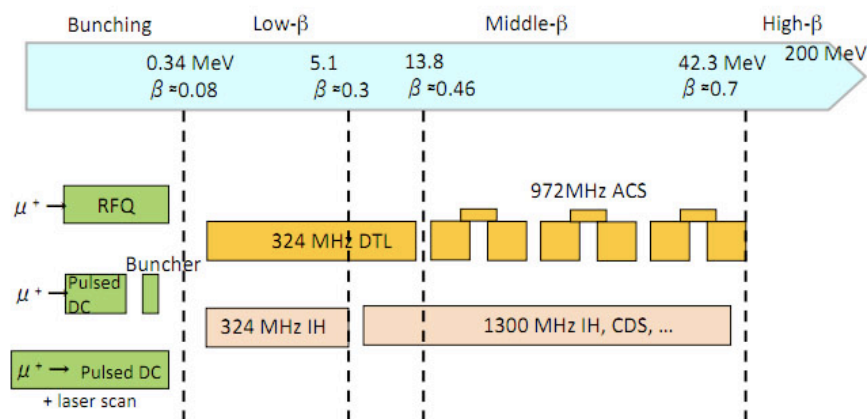 Bunching Low-β Middle-β High-β
200 MeV
0.34 MeV 5.1 13.8 42.3 MeV
β≈0.08 β≈0.3 β≈0.46 β≈0.7
972MHz ACS
μ⁺ → RFQ
324 MHz DTL
Buncher
μ⁺ → Pulsed DC
324 MHz IH 1300 MHz IH, CDS, ...
μ⁺ → Pulsed DC
+ laser scan